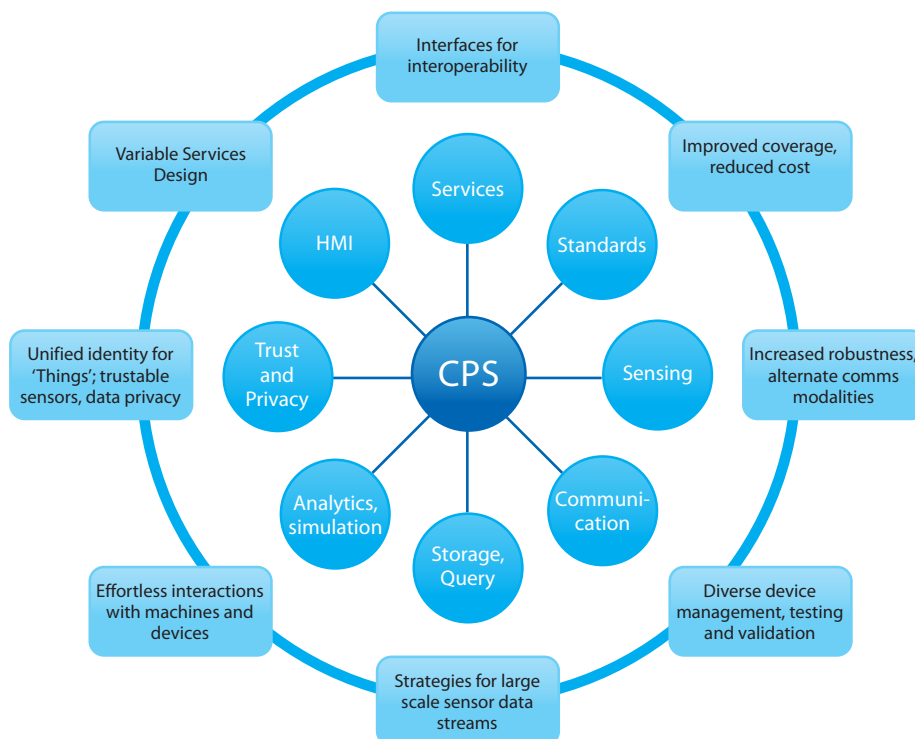 Interfaces for
interoperability
Variable Services
Design
Improved coverage,
reduced cost
Services
HMI
Standards
Unified identity for
‘Things’; trustable
sensors, data privacy
Trust
and
Privacy
CPS
Sensing
Increased robustness,
alternate comms
modalities
Analytics,
simulation
Communi-
cation
Storage,
Query
Effortless interactions
with machines and
devices
Diverse device
management, testing
and validation
Strategies for large
scale sensor data
streams